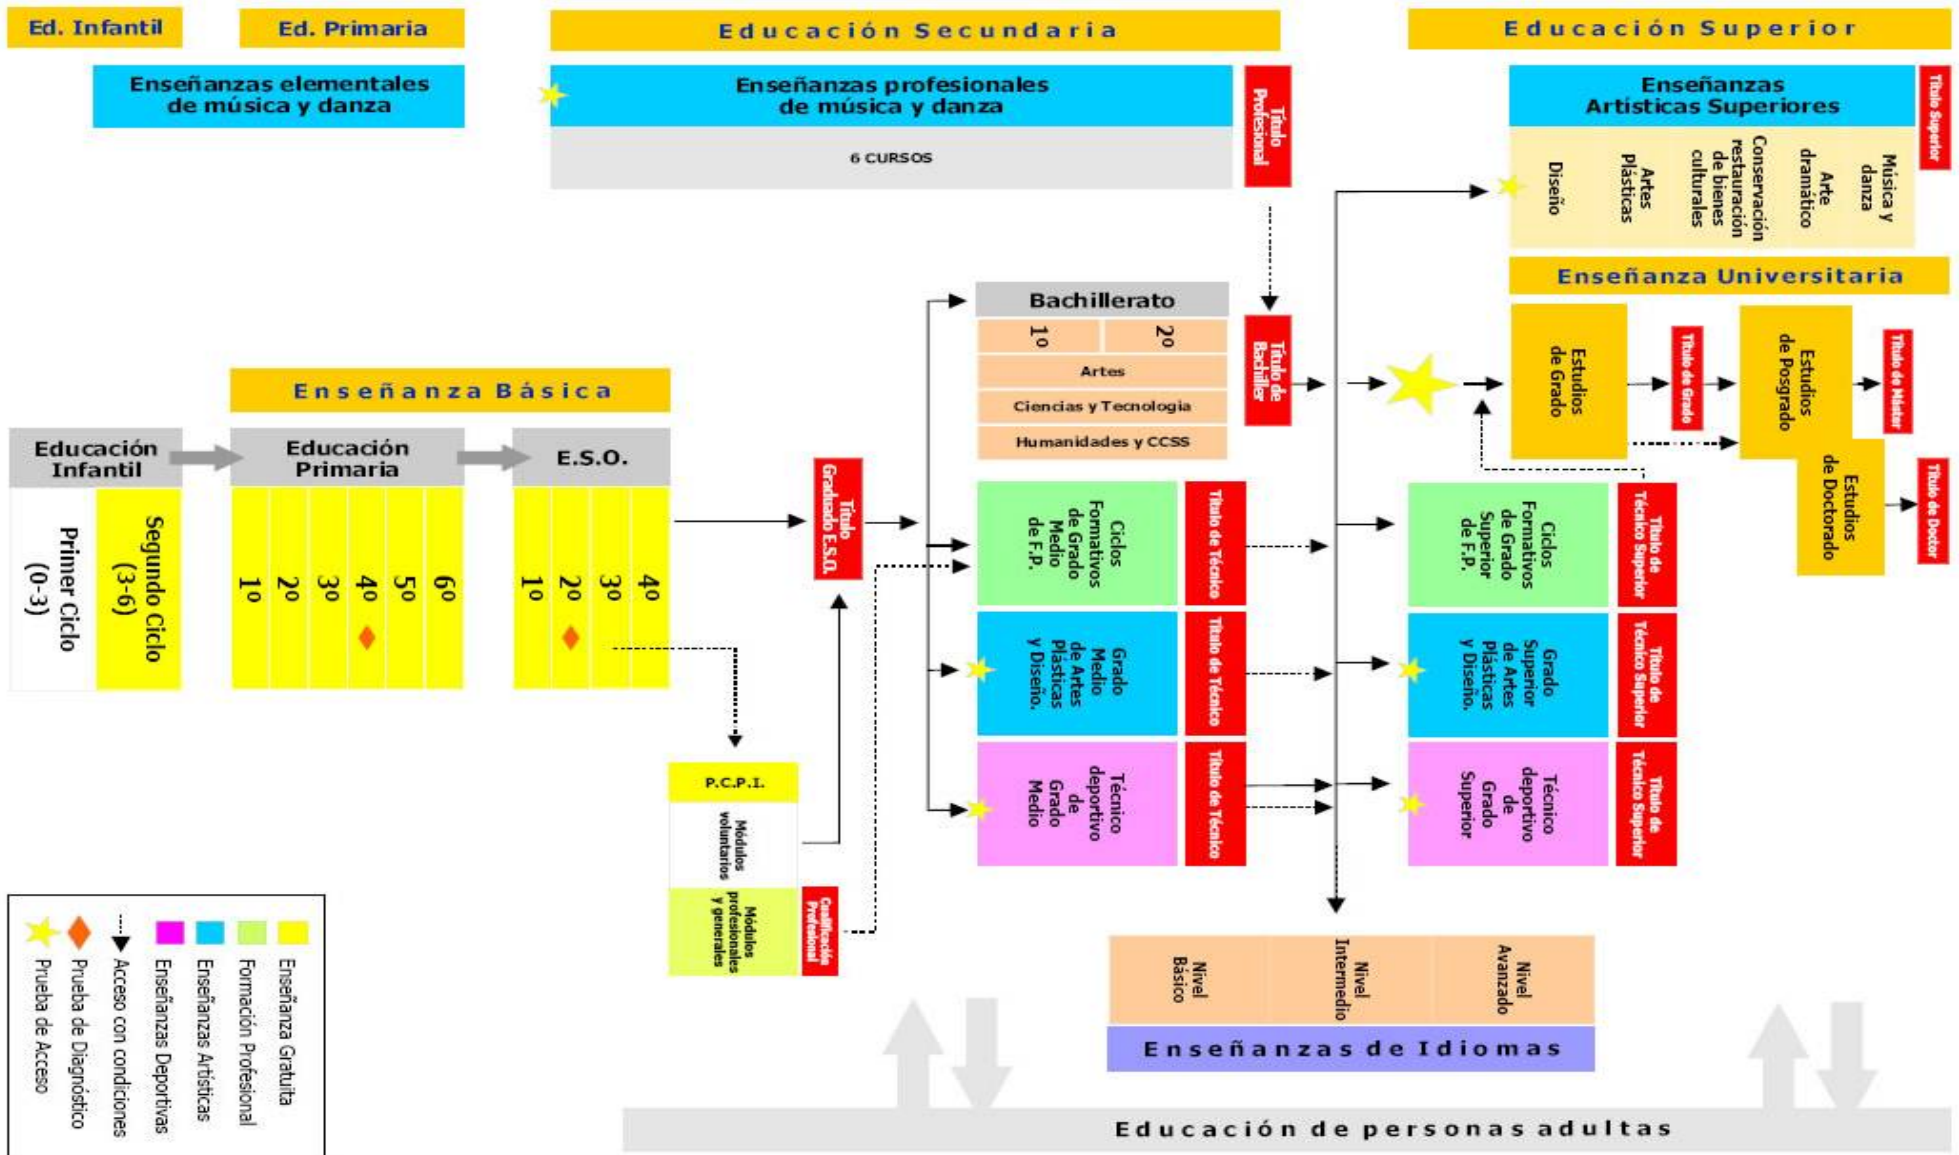 Ed. Infantil
Ed. Primaria
Educación Secundaria
Educación Superior
Enseñanzas elementales
de música y danza
Enseñanzas profesionales
de música y danza
6 CURSOS
Título
Profesional
Enseñanzas
Artísticas Superiores
Título Superior
Diseño
Artes
Plásticas
Conservación
restauración
de bienes
culturales
Arte
dramático
Música y
danza
Enseñanza Universitaria
Estudios
de Grado
Título de Grado
Estudios
de Posgrado
Título de Máster
Estudios
de Doctorado
Título de Doctor
Bachillerato
1º
2º
Artes
Ciencias y Tecnologia
Humanidades y CCSS
Título de
Bachiller
Enseñanza Básica
Educación
Infantil
Educación
Primaria
E.S.O.
Primer Ciclo
(0-3)
Segundo Ciclo
(3-6)
1º
2º
3º
4º
5º
6º
1º
2º
3º
4º
Título
Graduado E.S.O.
Ciclos
Formativos
de Grado
Medio
de F.P.
Título de Técnico
Grado
Medio
de Artes
Plásticas
y Diseño.
Título de Técnico
Técnico
deportivo
de
Grado
Medio
Título de Técnico
Ciclos
Formativos
de Grado
Superior
de F.P.
Título de
Técnico Superior
Grado
Superior
de Artes
Plásticas
y Diseño.
Título de
Técnico Superior
Técnico
deportivo
de
Grado
Superior
Título de
Técnico Superior
P.C.P.I.
Módulos
voluntarios
Módulos
profesionales
y generales
Cualificación
Profesional
Nivel
Básico
Nivel
Intermedio
Nivel
Avanzado
Enseñanzas de Idiomas
Educación de personas adultas
Enseñanza Gratuita
Formación Profesional
Enseñanzas Artísticas
Enseñanzas Deportivas
Acceso con condiciones
Prueba de Diagnóstico
Prueba de Acceso